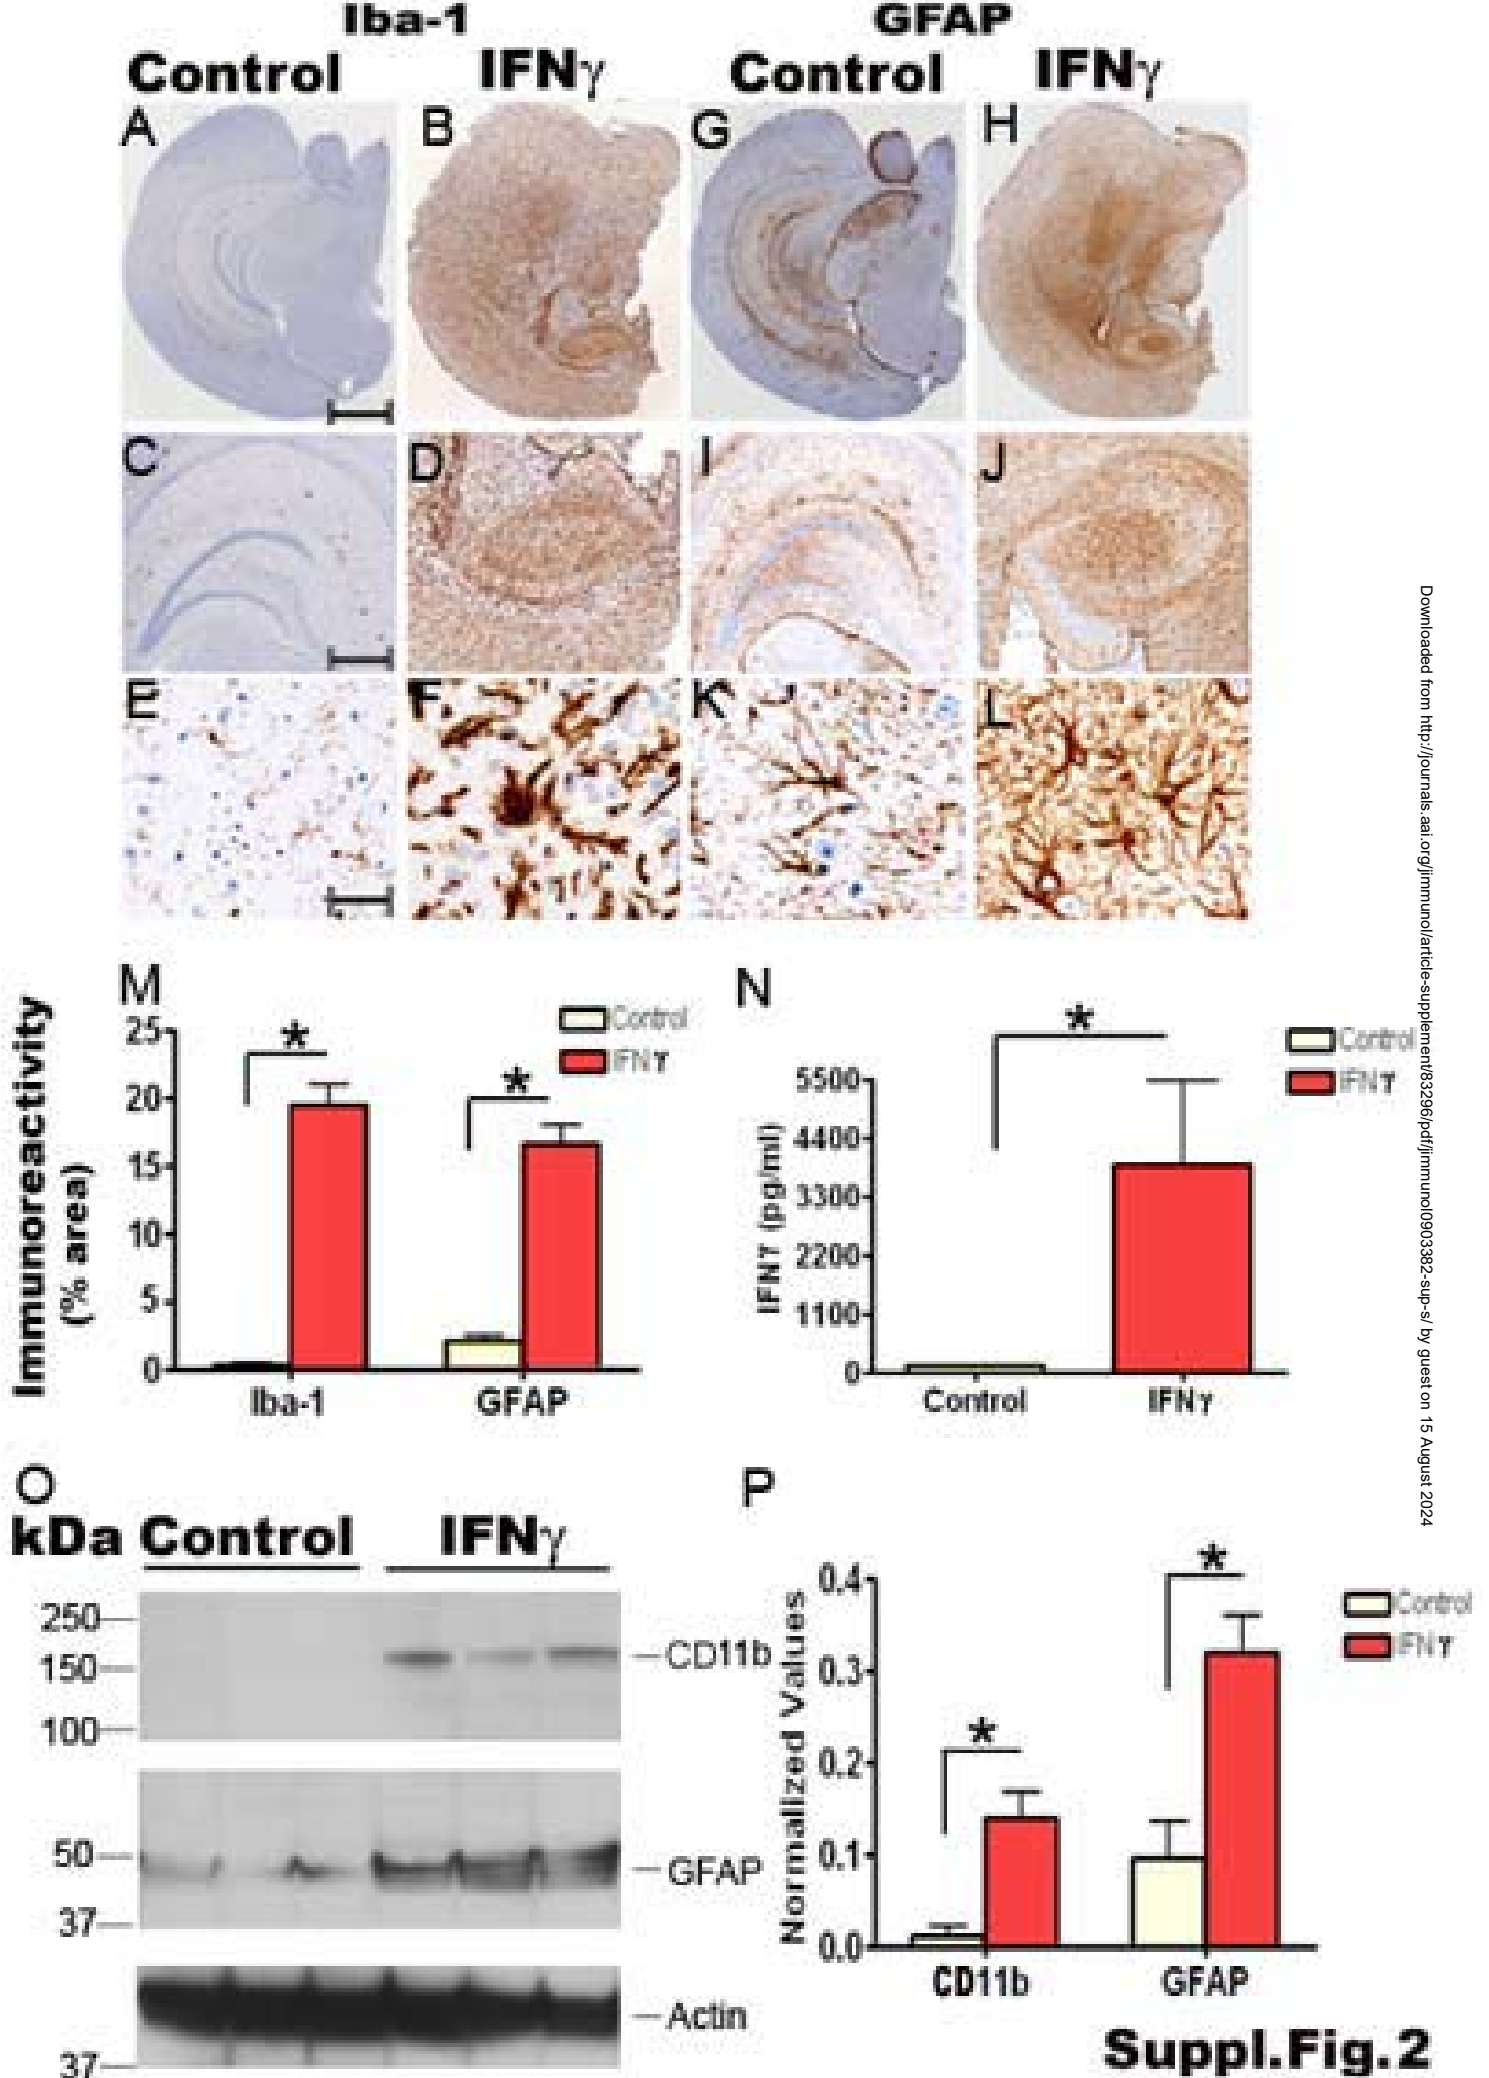 Iba-1 GFAP
Control IFNγ Control IFNγ
A B G H
C D I J
E F K L
M
Immunoreactivity
(% area)
25
20
15
10
5
0
* *
Control
IFNγ
Iba-1 GFAP
N
IFNγ (pg/ml)
5500
4400
3300
2200
1100
0
*
Control
IFNγ
Control IFNγ
O
kDa Control IFNγ
250
150
100
CD11b
50
37
GFAP
Actin
37
P
Normalized Values
0.4
0.3
0.2
0.1
0.0
* *
Control
IFNγ
CD11b GFAP
Suppl.Fig.2
Downloaded from http://journals.aai.org/jimmunol/article-supplement/83296/pdf/jimmunol0903382-sup-s/ by guest on 15 August 2024